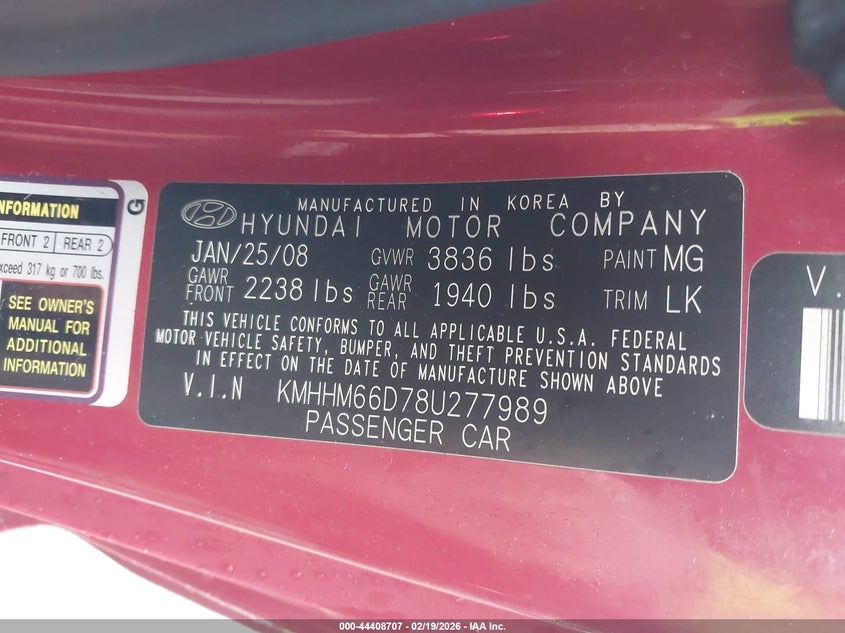 NFORMATION
FRONT 2 REAR 2
xceed 317 kg or 700 lbs.
SEE OWNER'S
MANUAL FOR
ADDITIONAL
INFORMATION
G
MANUFACTURED IN KOREA BY
HYUNDAI MOTOR COMPANY
JAN/25/08 GVWR 3836 lbs PAINT MG
GAWR FRONT 2238 lbs GAWR REAR 1940 lbs TRIM LK
THIS VEHICLE CONFORMS TO ALL APPLICABLE U.S.A. FEDERAL
MOTOR VEHICLE SAFETY, BUMPER, AND THEFT PREVENTION STANDARDS
IN EFFECT ON THE DATE OF MANUFACTURE SHOWN ABOVE
V.I.N KMHHM66D78U277989
PASSENGER CAR
V.
000-44408707 - 02/19/2026 - IAA Inc.